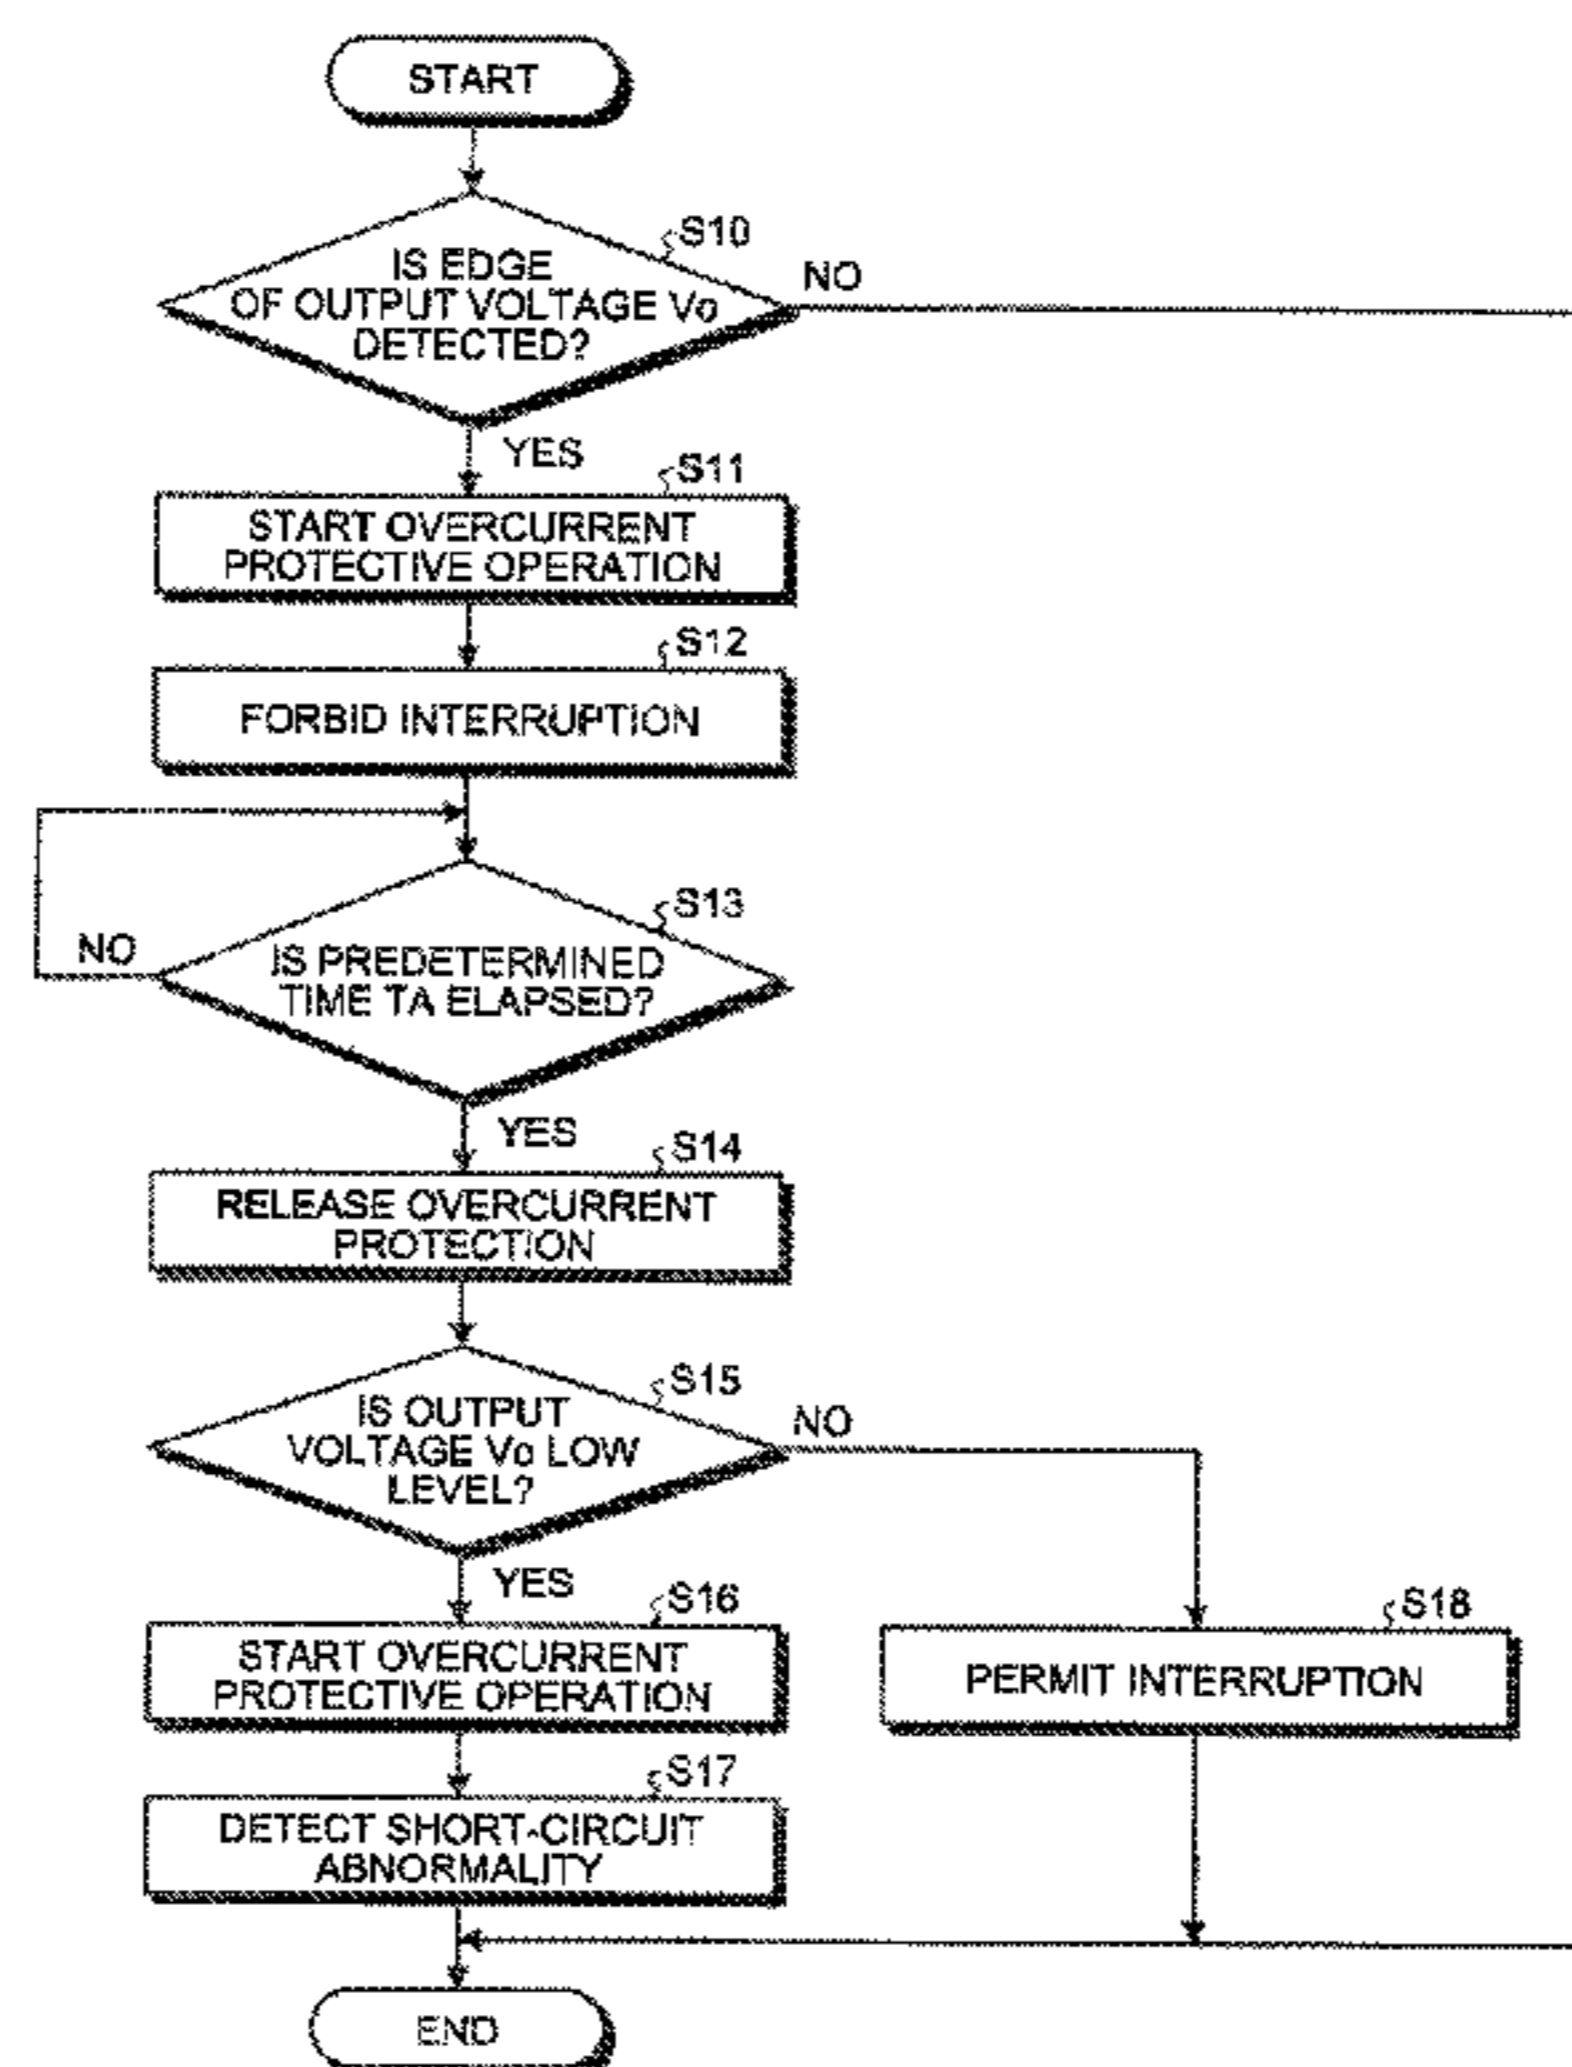 START
S10
IS EDGE
OF OUTPUT VOLTAGE Vo
DETECTED?
NO
YES
S11
START OVERCURRENT
PROTECTIVE OPERATION
S12
FORBID INTERRUPTION
S13
NO
IS PREDETERMINED
TIME TA ELAPSED?
YES
S14
RELEASE OVERCURRENT
PROTECTION
S15
IS OUTPUT
VOLTAGE Vo LOW
LEVEL?
NO
YES
S16
START OVERCURRENT
PROTECTIVE OPERATION
S18
PERMIT INTERRUPTION
S17
DETECT SHORT-CIRCUIT
ABNORMALITY
END